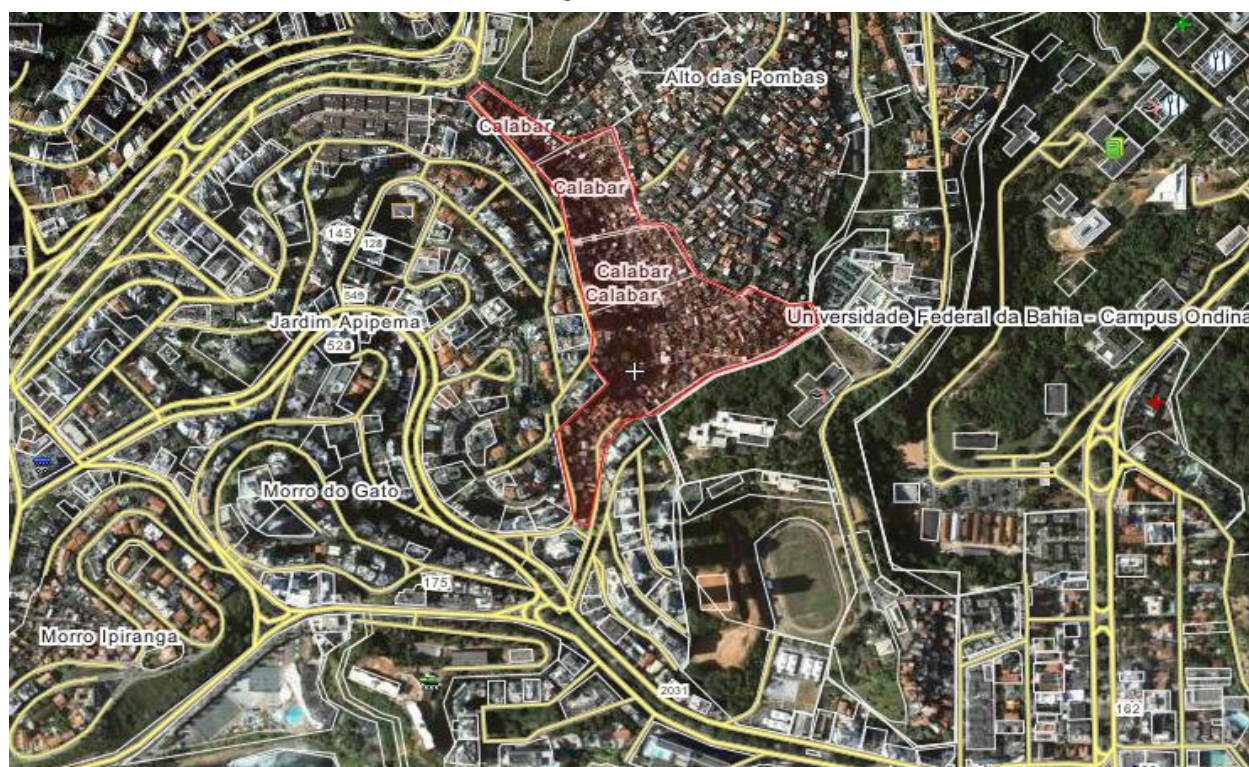 Alto das Pombas
Calabar
Calabar
145
128
Calabar
Calabar
549
Jardim Apipema
Universidade Federal da Bahia - Campus Ondina
528
Morro do Gato
175
Morro Ipiranga
2031
162